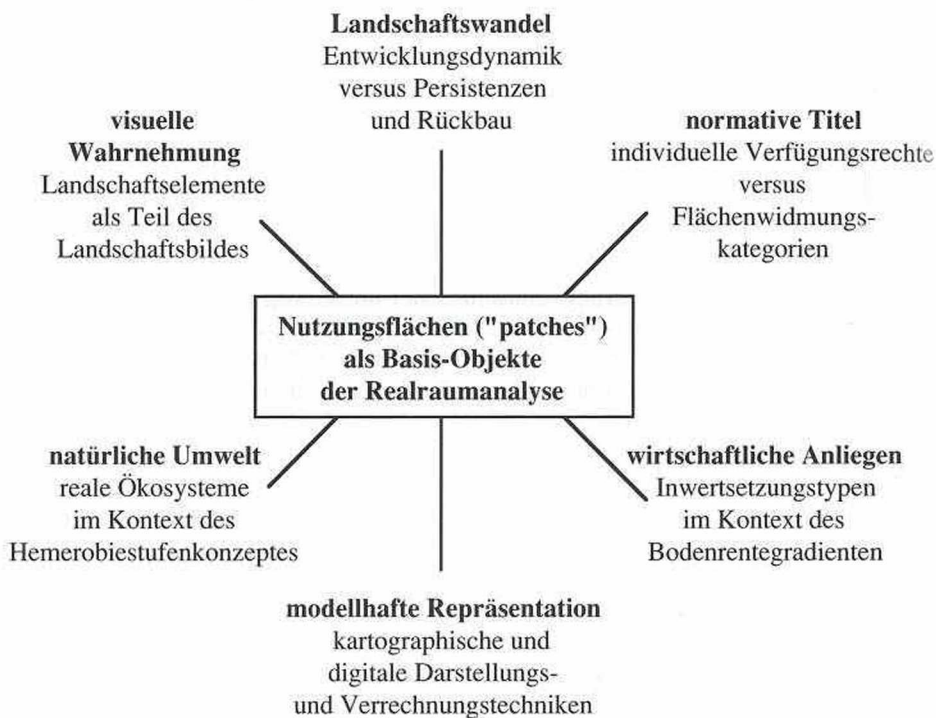 Landschaftswandel
Entwicklungsdynamik
versus Persistenzen
und Rückbau
visuelle
Wahrnehmung
Landschaftselemente
als Teil des
Landschaftsbildes
normative Titel
individuelle Verfügungsrechte
versus
Flächenwidmungs-
kategorien
Nutzungsflächen ("patches")
als Basis-Objekte
der Realraumanalyse
natürliche Umwelt
reale Ökosysteme
im Kontext des
Hemerobiestufenkonzeptes
wirtschaftliche Anliegen
Inwertsetzungstypen
im Kontext des
Bodenrentegradienten
modellhafte Repräsentation
kartographische und
digitale Darstellungs-
und Verrechnungstechniken